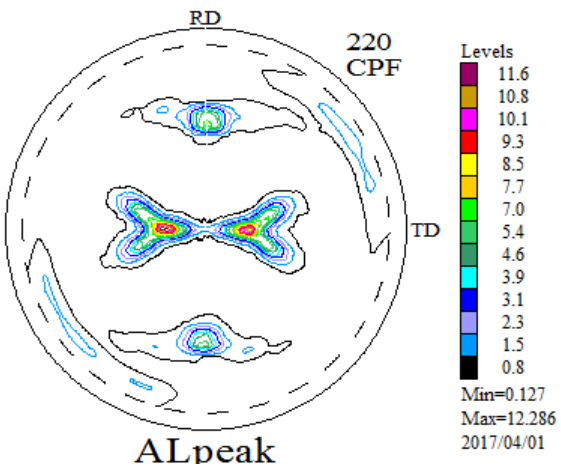 RD
220
CPF
TD
ALpeak
Levels
11.6
10.8
10.1
9.3
8.5
7.7
7.0
5.4
4.6
3.9
3.1
2.3
1.5
0.8
Min=0.127
Max=12.286
2017/04/01